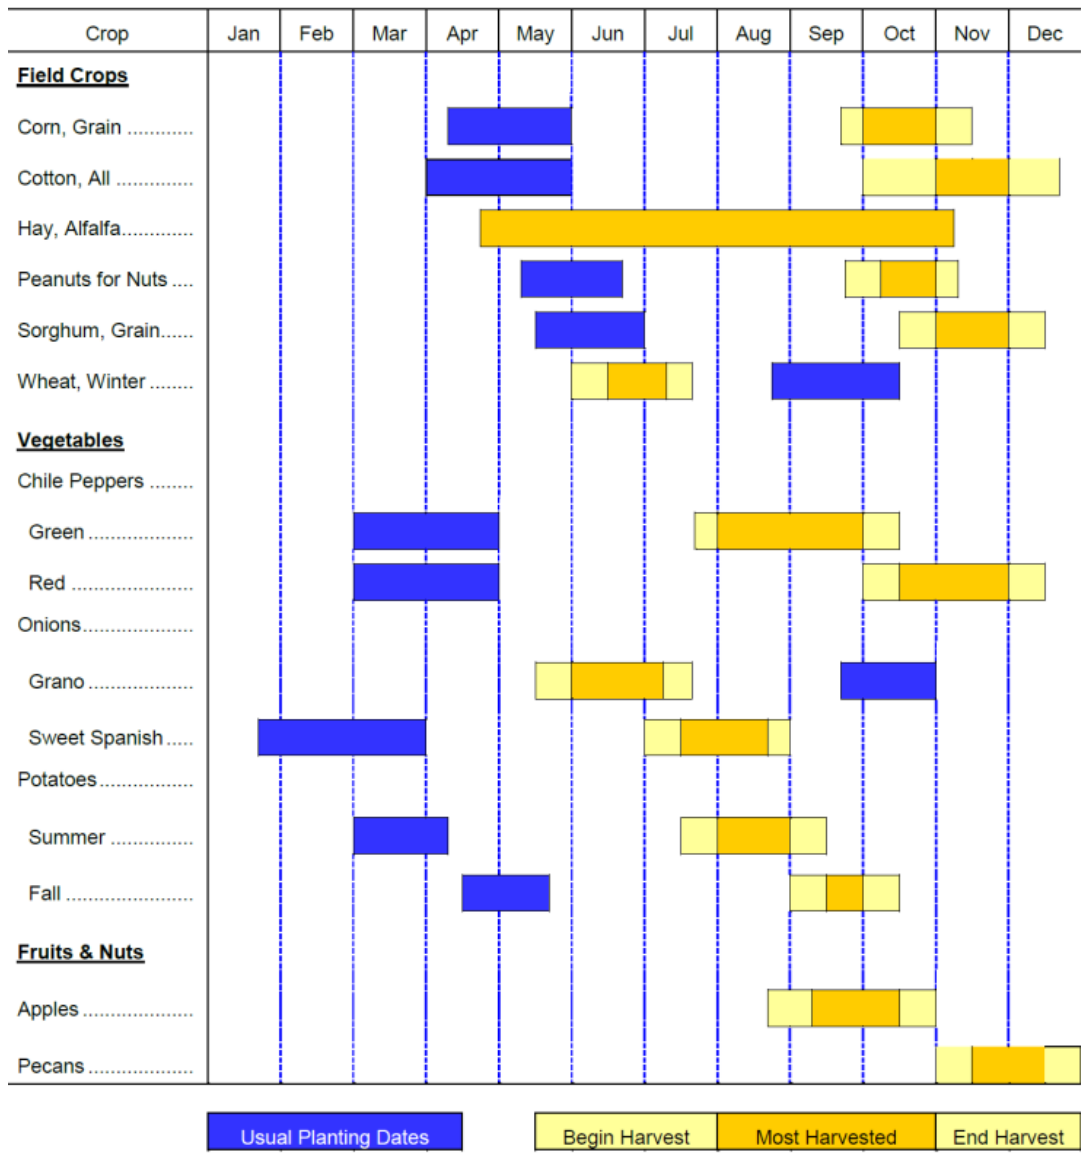 Crop Jan Feb Mar Apr May Jun Jul Aug Sep Oct Nov Dec
Field Crops
Corn, Grain ............
Cotton, All ..............
Hay, Alfalfa.............
Peanuts for Nuts ....
Sorghum, Grain......
Wheat, Winter ........
Vegetables
Chile Peppers ........
Green ...................
Red ......................
Onions....................
Grano ...................
Sweet Spanish .....
Potatoes.................
Summer ...............
Fall .......................
Fruits & Nuts
Apples ....................
Pecans ...................
Usual Planting Dates Begin Harvest Most Harvested End Harvest